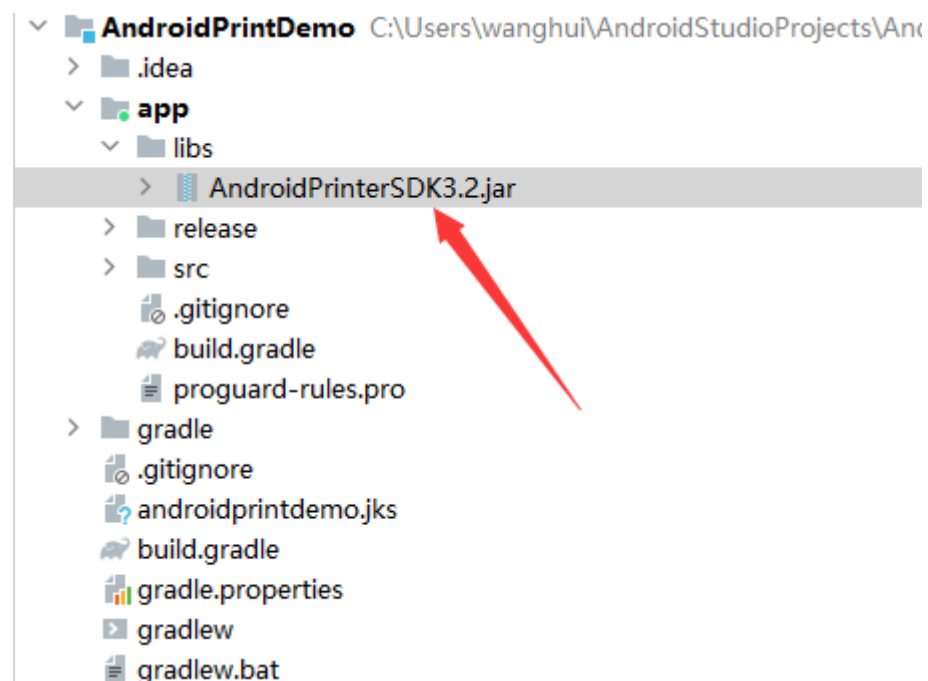 AndroidPrintDemo C:\Users\wanghui\AndroidStudioProjects\And
.idea
app
libs
AndroidPrinterSDK3.2.jar
release
src
.gitignore
build.gradle
proguard-rules.pro
gradle
.gitignore
androidprintdemo.jks
build.gradle
gradle.properties
gradlew
gradlew.bat